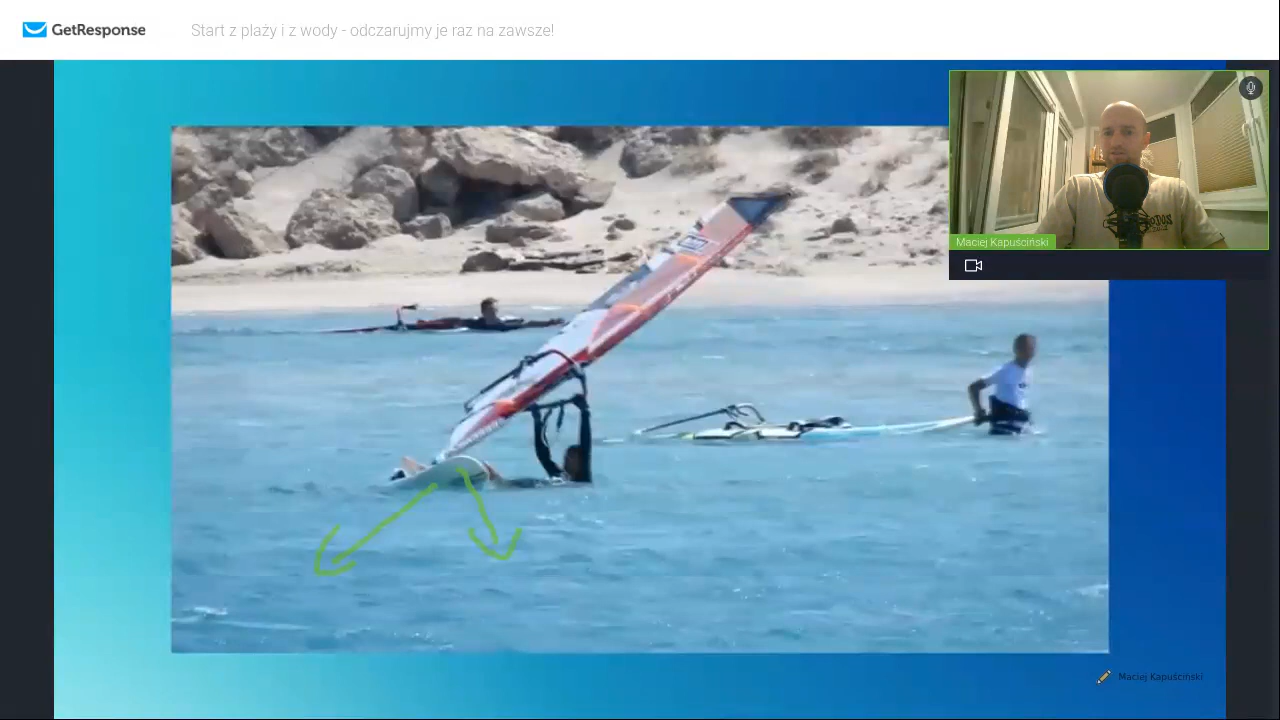 GetResponse
Start z plaży i z wody - odczarujmy je raz na zawsze!
Maciej Kapuściński
Maciej Kapuściński